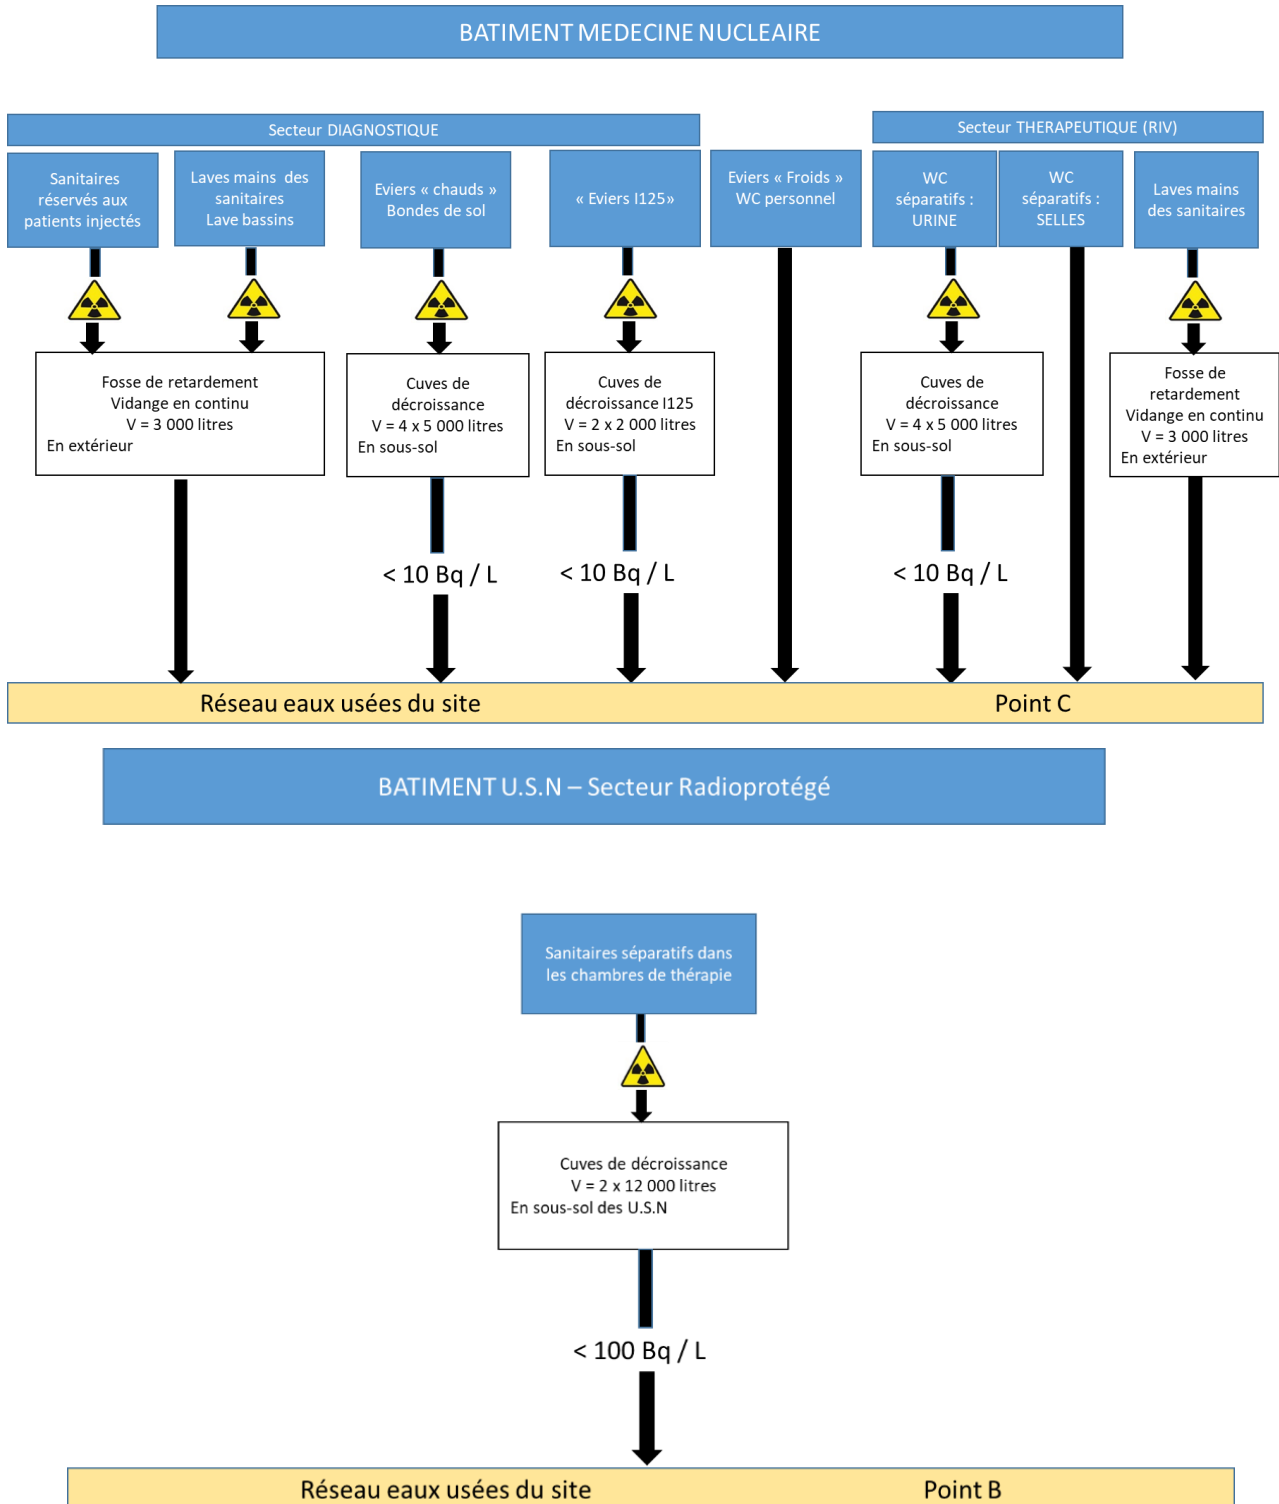 BATIMENT MEDECINE NUCLEAIRE
Secteur DIAGNOSTIQUE
Secteur THERAPEUTIQUE (RIV)
Sanitaires
réservés aux
patients injectés
Laves mains des
sanitaires
Lave bassins
Eviers « chauds »
Bondes de sol
« Eviers I125»
Eviers « Froids »
WC personnel
WC
séparatifs :
URINE
WC
séparatifs :
SELLES
Laves mains
des sanitaires
Fosse de retardement
Vidange en continu
V = 3 000 litres
En extérieur
Cuves de
décroissance
V = 4 x 5 000 litres
En sous-sol
Cuves de
décroissance I125
V = 2 x 2 000 litres
En sous-sol
Cuves de
décroissance
V = 4 x 5 000 litres
En sous-sol
Fosse de
retardement
Vidange en continu
V = 3 000 litres
En extérieur
< 10 Bq / L
< 10 Bq / L
< 10 Bq / L
Réseau eaux usées du site
Point C
BATIMENT U.S.N – Secteur Radioprotégé
Sanitaires séparatifs dans
les chambres de thérapie
Cuves de décroissance
V = 2 x 12 000 litres
En sous-sol des U.S.N
< 100 Bq / L
Réseau eaux usées du site
Point B